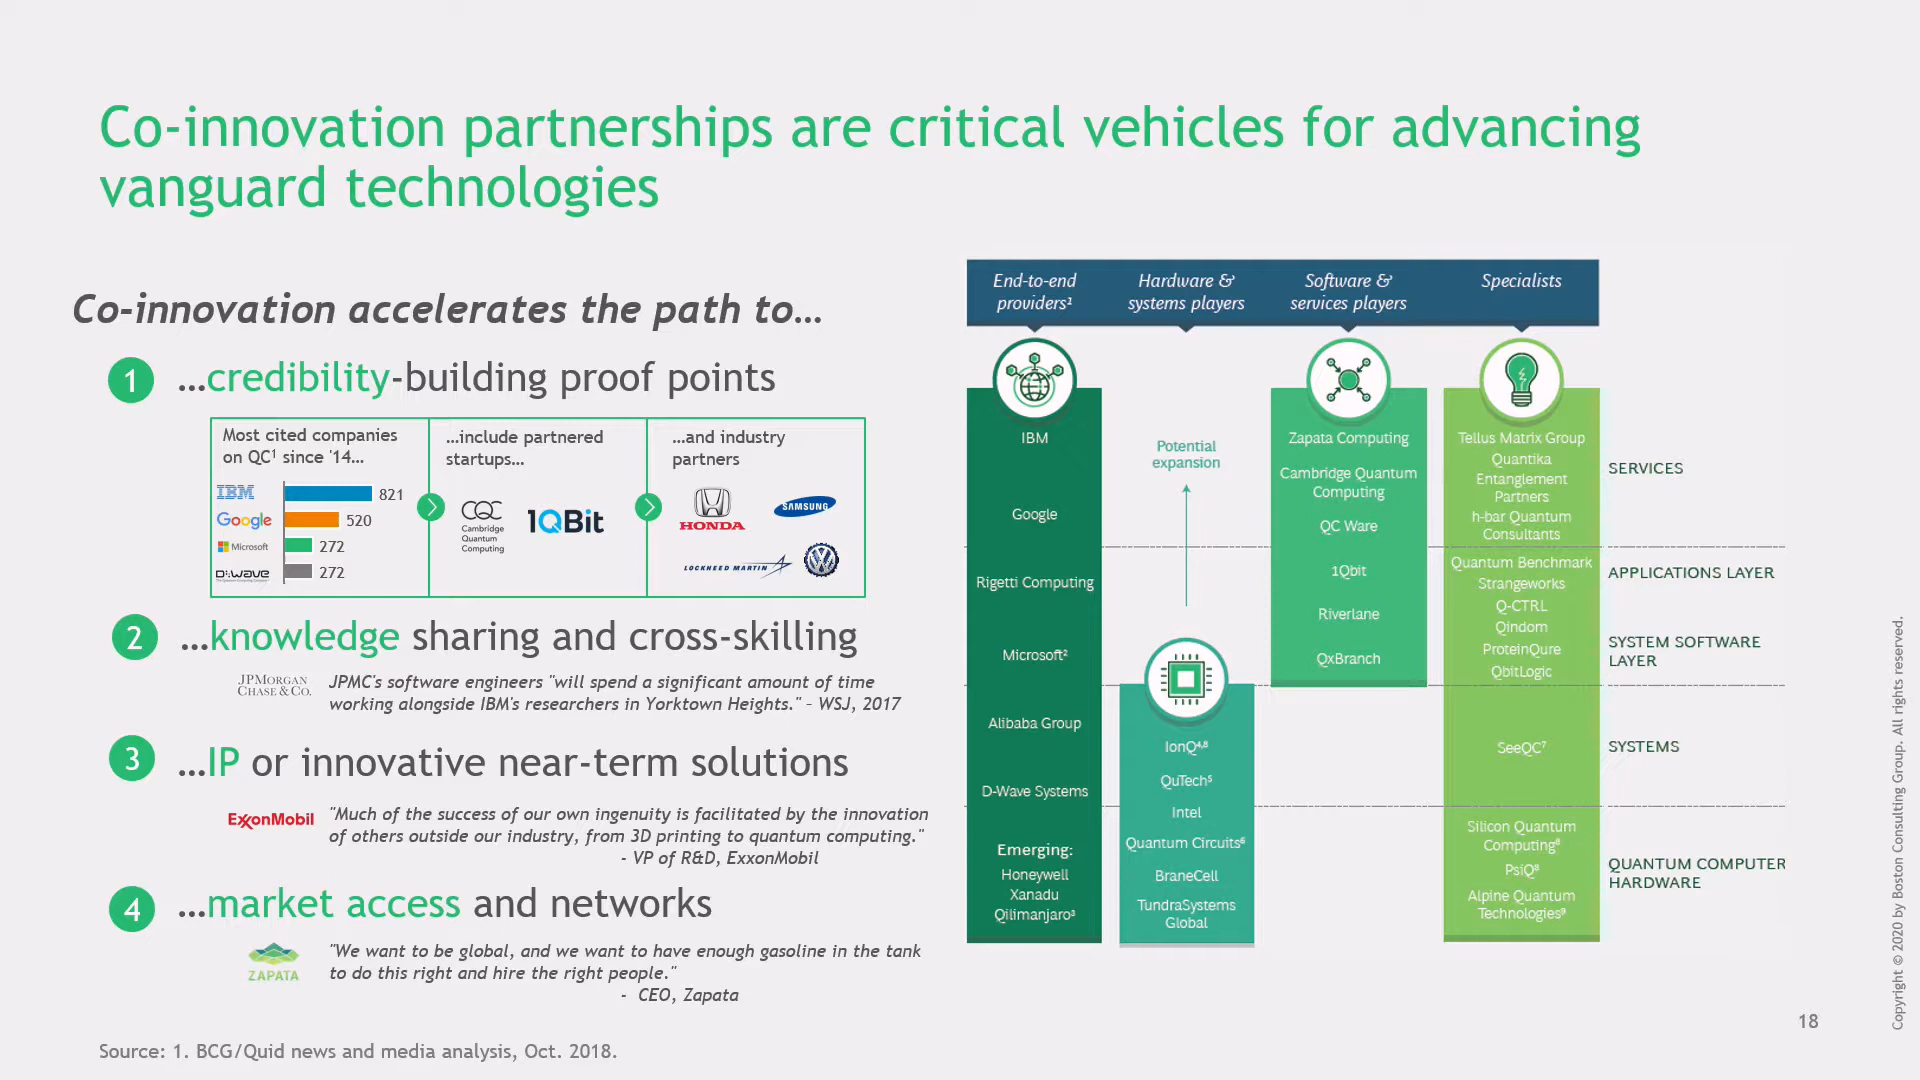 Co-innovation partnerships are critical vehicles for advancing
vanguard technologies
Co-innovation accelerates the path to…
1 …credibility-building proof points
Most cited companies
on QC¹ since '14…
IBM 821
Google 520
Microsoft 272
D:wave 272
The Quantum Computing Company
…include partnered
startups…
CQC
Cambridge
Quantum
Computing
1QBit
…and industry
partners
HONDA
SAMSUNG
LOCKHEED MARTIN
2 …knowledge sharing and cross-skilling
JPMORGAN
CHASE & CO.
JPMC's software engineers "will spend a significant amount of time
working alongside IBM's researchers in Yorktown Heights." – WSJ, 2017
3 …IP or innovative near-term solutions
ExxonMobil
"Much of the success of our own ingenuity is facilitated by the innovation
of others outside our industry, from 3D printing to quantum computing."
- VP of R&D, ExxonMobil
4 …market access and networks
ZAPATA
"We want to be global, and we want to have enough gasoline in the tank
to do this right and hire the right people."
- CEO, Zapata
End-to-end
providers¹
Hardware &
systems players
Software &
services players
Specialists
IBM
Google
Rigetti Computing
Microsoft²
Alibaba Group
D-Wave Systems
Emerging:
Honeywell
Xanadu
Qilimanjaro³
Potential
expansion
IonQ⁴,⁸
QuTech⁵
Intel
Quantum Circuits⁶
BraneCell
TundraSystems
Global
Zapata Computing
Cambridge Quantum
Computing
QC Ware
1Qbit
Riverlane
QxBranch
Tellus Matrix Group
Quantika
Entanglement
Partners
h-bar Quantum
Consultants
Quantum Benchmark
Strangeworks
Q-CTRL
Qindom
ProteinQure
QbitLogic
SeeQC⁷
Silicon Quantum
Computing⁸
PsiQ⁹
Alpine Quantum
Technologies⁹
SERVICES
APPLICATIONS LAYER
SYSTEM SOFTWARE
LAYER
SYSTEMS
QUANTUM COMPUTER
HARDWARE
Copyright © 2020 by Boston Consulting Group. All rights reserved.
18
Source: 1. BCG/Quid news and media analysis, Oct. 2018.